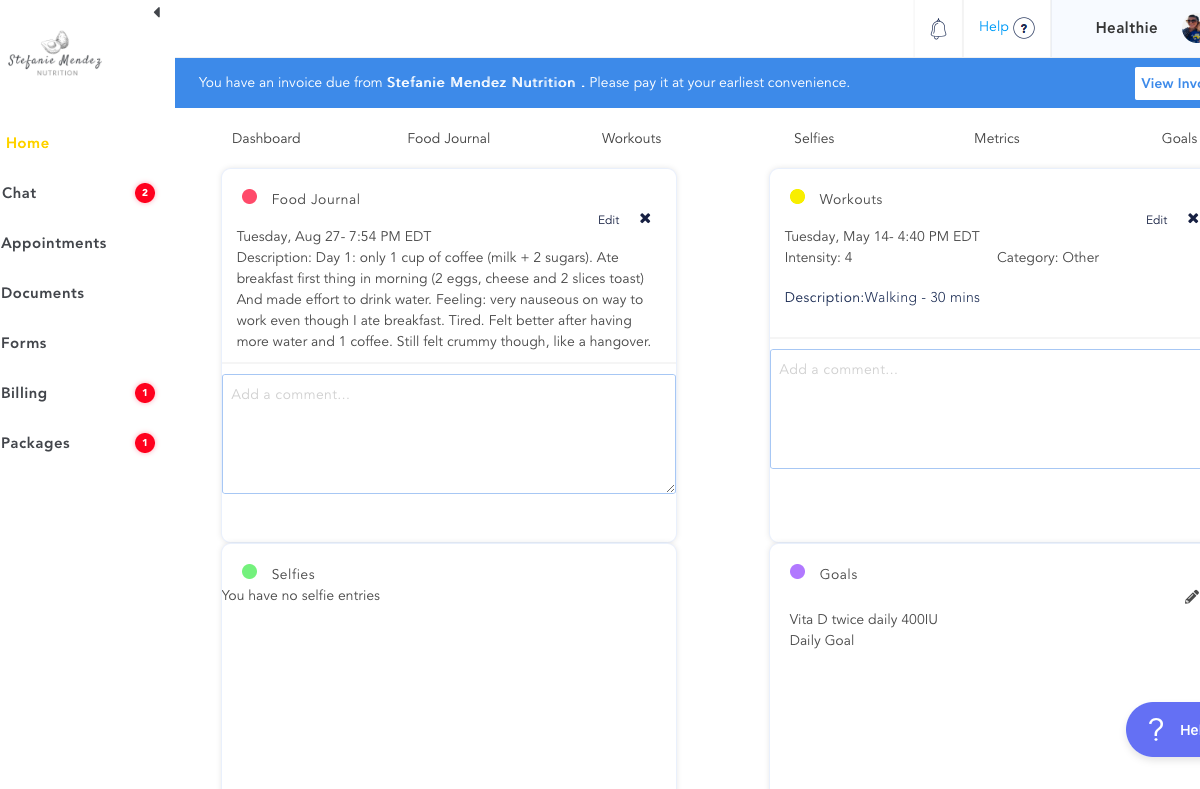 Stefanie Mendez
NUTRITION
Help ?
Healthie
You have an invoice due from Stefanie Mendez Nutrition . Please pay it at your earliest convenience.
View Invo
Home
Chat 2
Appointments
Documents
Forms
Billing 1
Packages 1
Dashboard Food Journal Workouts Selfies Metrics Goals
Food Journal
Edit ✖
Tuesday, Aug 27- 7:54 PM EDT
Description: Day 1: only 1 cup of coffee (milk + 2 sugars). Ate
breakfast first thing in morning (2 eggs, cheese and 2 slices toast)
And made effort to drink water. Feeling: very nauseous on way to
work even though I ate breakfast. Tired. Felt better after having
more water and 1 coffee. Still felt crummy though, like a hangover.
Add a comment...
Workouts
Edit ✖
Tuesday, May 14- 4:40 PM EDT
Intensity: 4 Category: Other
Description:Walking - 30 mins
Add a comment...
Selfies
You have no selfie entries
Goals
Vita D twice daily 400IU
Daily Goal
? He